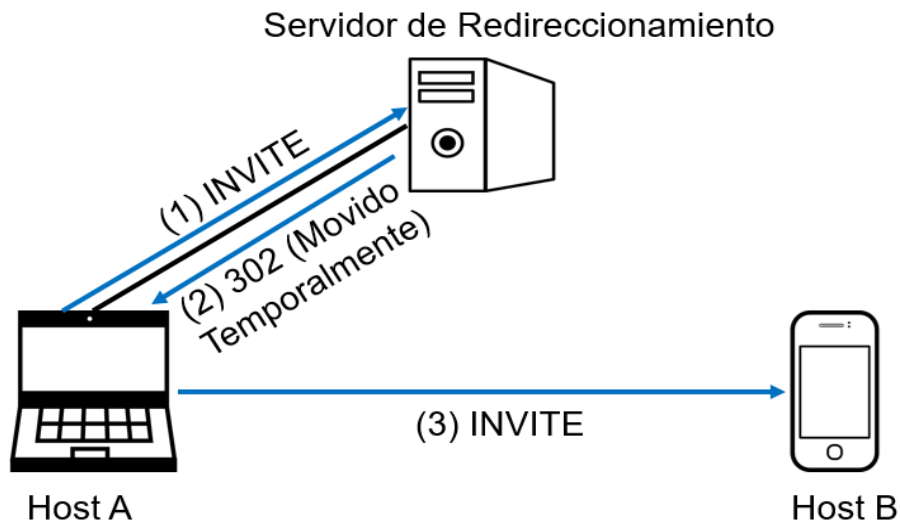 Servidor de Redireccionamiento
(1) INVITE
(2) 302 (Movido
Temporalmente)
(3) INVITE
Host A
Host B